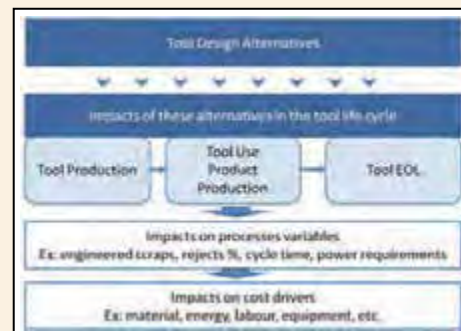 Tool Design Alternatives
Impacts of these alternatives in the tool life cycle
Tool Production
Tool Use
Product
Production
Tool EOL
Impacts on processes variables
Ex: engineered scraps, rejects %, cycle time, power requirements
Impacts on cost drivers
Ex: material, energy, labour, equipment, etc.